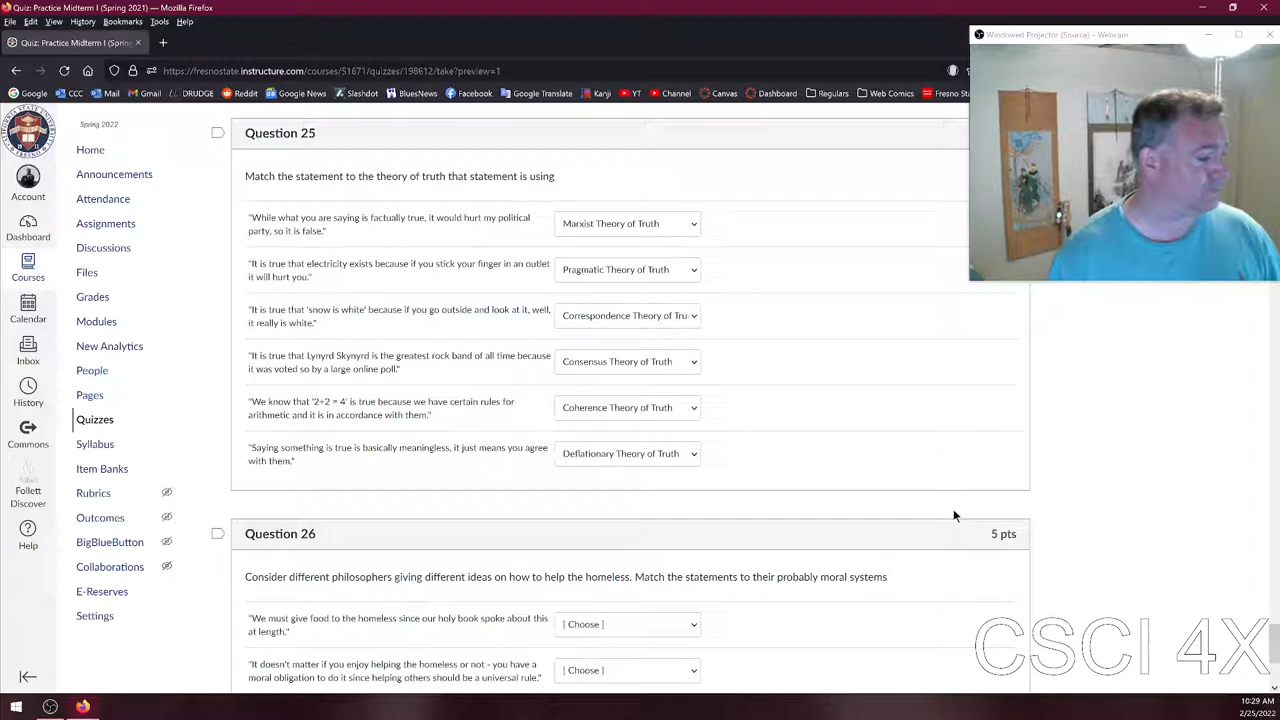 Quiz: Practice Midterm I (Spring 2021) — Mozilla Firefox
File Edit View History Bookmarks Tools Help
Quiz: Practice Midterm I (Spring
Windowed Projector (Source) - Webcam
https://fresnostate.instructure.com/courses/51671/quizzes/198612/take?preview=1
Google CCC Mail Gmail DRUDGE Reddit Google News Slashdot BluesNews Facebook Google Translate Kanji YT Channel Canvas Dashboard Regulars Web Comics Fresno Sta
Spring 2022
Account
Dashboard
Courses
Calendar
Inbox
History
Commons
Follett
Discover
Help
Home
Announcements
Attendance
Assignments
Discussions
Files
Grades
Modules
New Analytics
People
Pages
Quizzes
Syllabus
Item Banks
Rubrics
Outcomes
BigBlueButton
Collaborations
E-Reserves
Settings
Question 25
Match the statement to the theory of truth that statement is using
"While what you are saying is factually true, it would hurt my political
party, so it is false."
Marxist Theory of Truth
"It is true that electricity exists because if you stick your finger in an outlet
it will hurt you."
Pragmatic Theory of Truth
"It is true that 'snow is white' because if you go outside and look at it, well,
it really is white."
Correspondence Theory of Tru
"It is true that Lynyrd Skynyrd is the greatest rock band of all time because
it was voted so by a large online poll."
Consensus Theory of Truth
"We know that '2+2 = 4' is true because we have certain rules for
arithmetic and it is in accordance with them."
Coherence Theory of Truth
"Saying something is true is basically meaningless, it just means you agree
with them."
Deflationary Theory of Truth
Question 26
5 pts
Consider different philosophers giving different ideas on how to help the homeless. Match the statements to their probably moral systems
"We must give food to the homeless since our holy book spoke about this
at length."
[ Choose ]
"It doesn't matter if you enjoy helping the homeless or not - you have a
moral obligation to do it since helping others should be a universal rule."
[ Choose ]
CSCI 4X
10:29 AM
2/25/2022